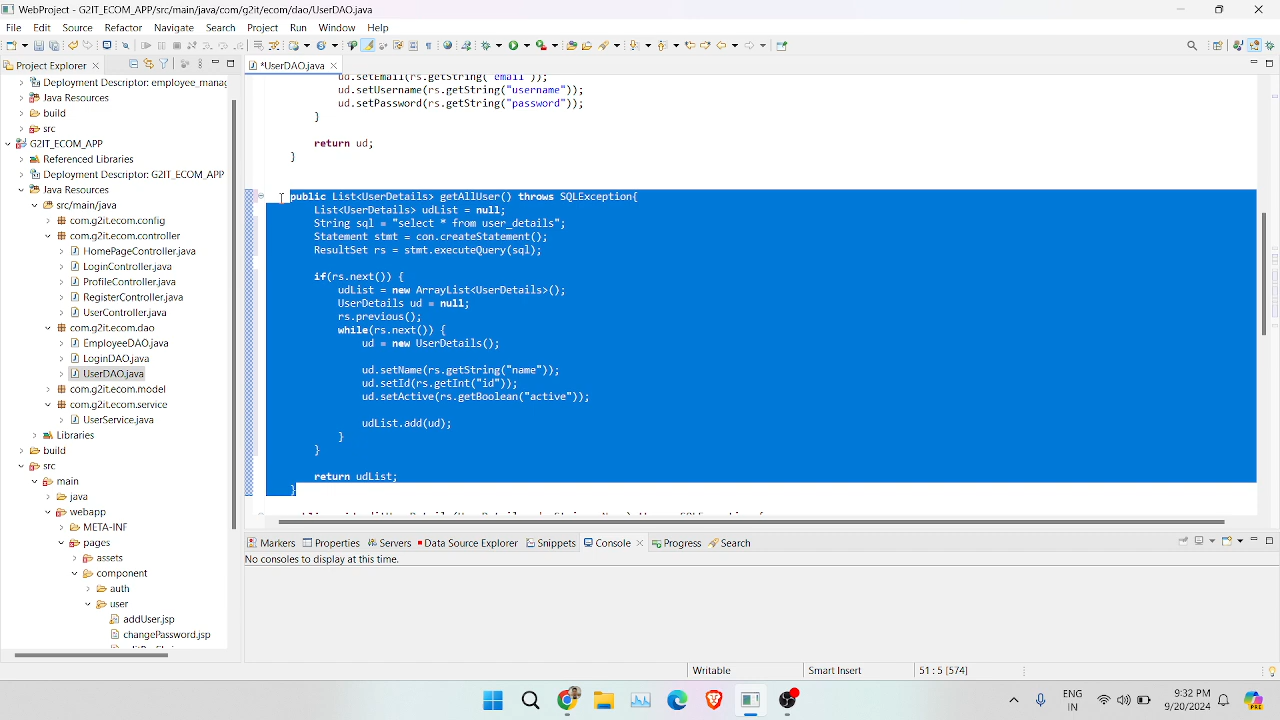 WebProject - G2IT_ECOM_APP/src/main/java/com/g2it/ecom/dao/UserDAO.java
File Edit Source Refactor Navigate Search Project Run Window Help
Project Explorer
*UserDAO.java
Deployment Descriptor: employee_manag
Java Resources
build
src
G2IT_ECOM_APP
Referenced Libraries
Deployment Descriptor: G2IT_ECOM_APP
Java Resources
src/main/java
com.g2it.ecom.config
com.g2it.ecom.controller
HomePageController.java
LoginController.java
ProfileController.java
RegisterController.java
UserController.java
com.g2it.ecom.dao
EmployeeDAO.java
LoginDAO.java
UserDAO.java
com.g2it.ecom.model
com.g2it.ecom.service
UserService.java
Libraries
build
src
main
java
webapp
META-INF
pages
assets
component
auth
user
addUser.jsp
changePassword.jsp
ud.setEmail(rs.getString("email"));
ud.setUsername(rs.getString("username"));
ud.setPassword(rs.getString("password"));
}
return ud;
}
public List<UserDetails> getAllUser() throws SQLException{
List<UserDetails> udList = null;
String sql = "select * from user_details";
Statement stmt = con.createStatement();
ResultSet rs = stmt.executeQuery(sql);
if(rs.next()) {
udList = new ArrayList<UserDetails>();
UserDetails ud = null;
rs.previous();
while(rs.next()) {
ud = new UserDetails();
ud.setName(rs.getString("name"));
ud.setId(rs.getInt("id"));
ud.setActive(rs.getBoolean("active"));
udList.add(ud);
}
}
return udList;
}
Markers Properties Servers Data Source Explorer Snippets Console Progress Search
No consoles to display at this time.
Writable Smart Insert 51 : 5 [574]
ENG
IN
9:32 PM
9/20/2024